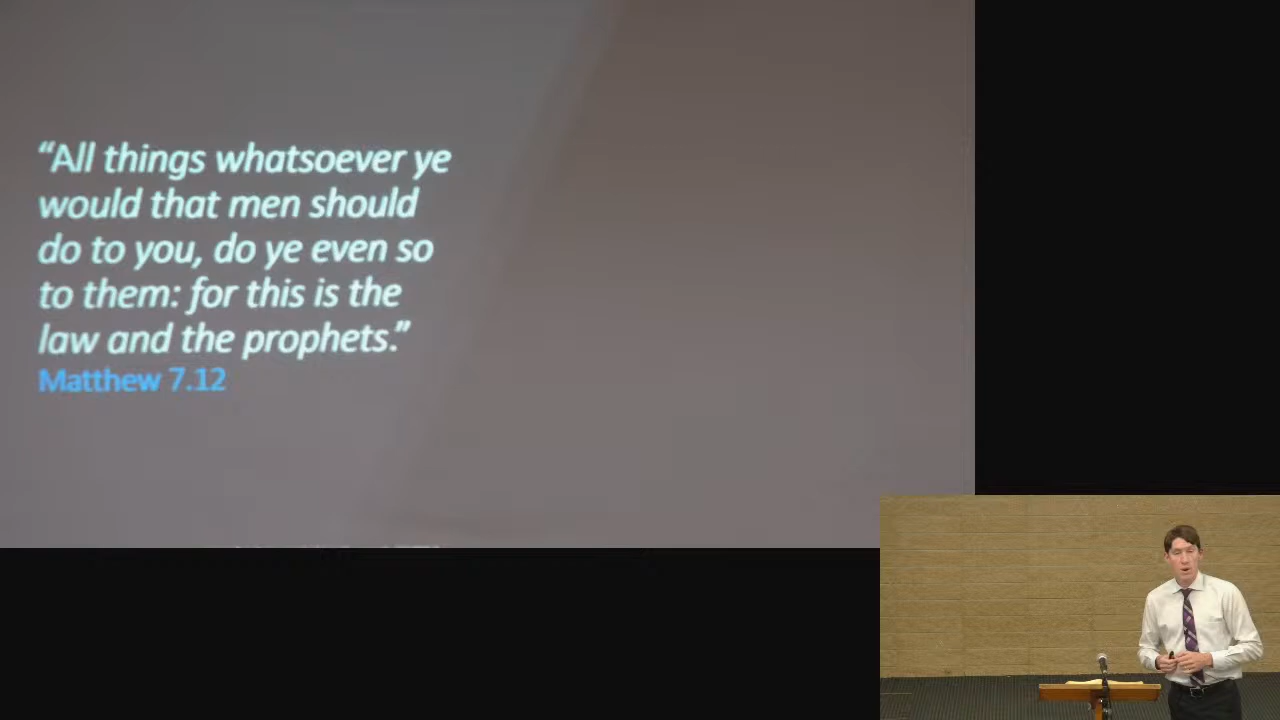 “All things whatsoever ye
would that men should
do to you, do ye even so
to them: for this is the
law and the prophets.”
Matthew 7.12